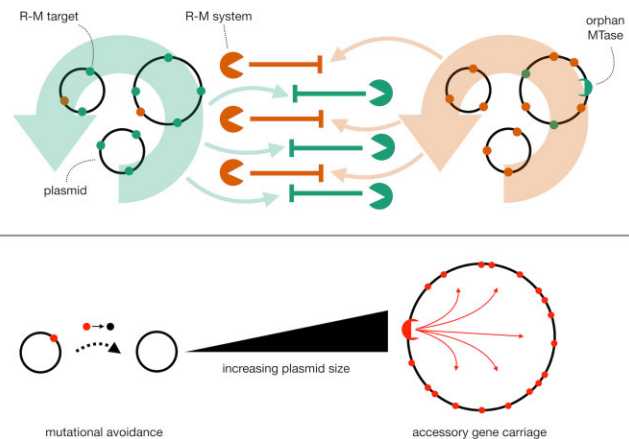 R-M target
R-M system
orphan
MTase
plasmid
increasing plasmid size
mutational avoidance
accessory gene carriage